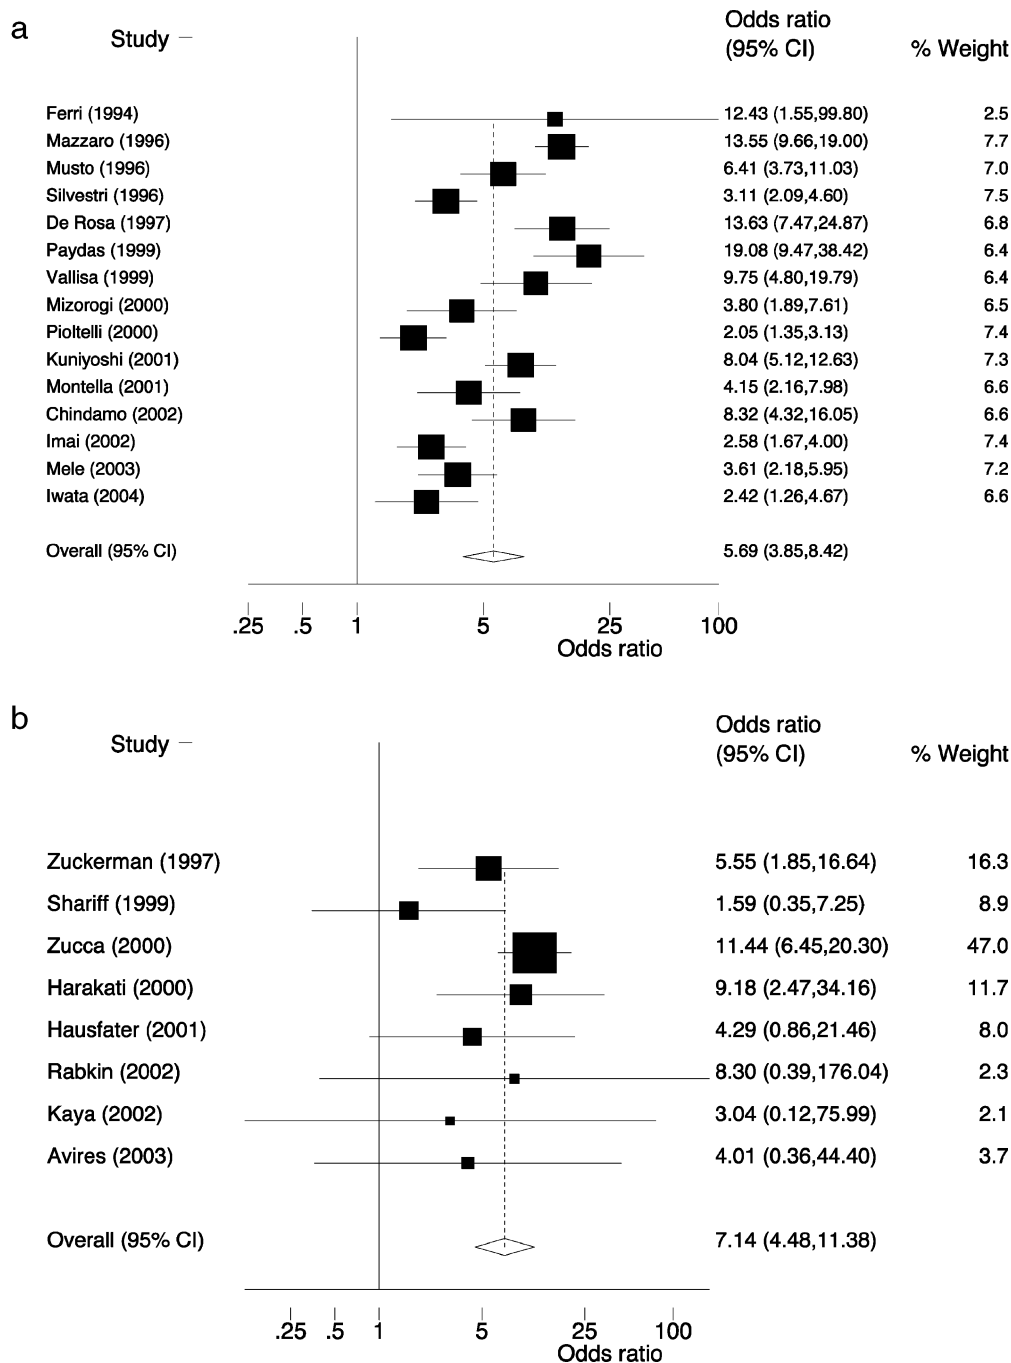 a
Study
Odds ratio
(95% CI)
% Weight
Ferri (1994) 12.43 (1.55,99.80) 2.5
Mazzaro (1996) 13.55 (9.66,19.00) 7.7
Musto (1996) 6.41 (3.73,11.03) 7.0
Silvestri (1996) 3.11 (2.09,4.60) 7.5
De Rosa (1997) 13.63 (7.47,24.87) 6.8
Paydas (1999) 19.08 (9.47,38.42) 6.4
Vallisa (1999) 9.75 (4.80,19.79) 6.4
Mizorogi (2000) 3.80 (1.89,7.61) 6.5
Pioltelli (2000) 2.05 (1.35,3.13) 7.4
Kuniyoshi (2001) 8.04 (5.12,12.63) 7.3
Montella (2001) 4.15 (2.16,7.98) 6.6
Chindamo (2002) 8.32 (4.32,16.05) 6.6
Imai (2002) 2.58 (1.67,4.00) 7.4
Mele (2003) 3.61 (2.18,5.95) 7.2
Iwata (2004) 2.42 (1.26,4.67) 6.6
Overall (95% CI) 5.69 (3.85,8.42)
.25 .5 1 5 25 100
Odds ratio
b
Study
Odds ratio
(95% CI)
% Weight
Zuckerman (1997) 5.55 (1.85,16.64) 16.3
Shariff (1999) 1.59 (0.35,7.25) 8.9
Zucca (2000) 11.44 (6.45,20.30) 47.0
Harakati (2000) 9.18 (2.47,34.16) 11.7
Hausfater (2001) 4.29 (0.86,21.46) 8.0
Rabkin (2002) 8.30 (0.39,176.04) 2.3
Kaya (2002) 3.04 (0.12,75.99) 2.1
Avires (2003) 4.01 (0.36,44.40) 3.7
Overall (95% CI) 7.14 (4.48,11.38)
.25 .5 1 5 25 100
Odds ratio